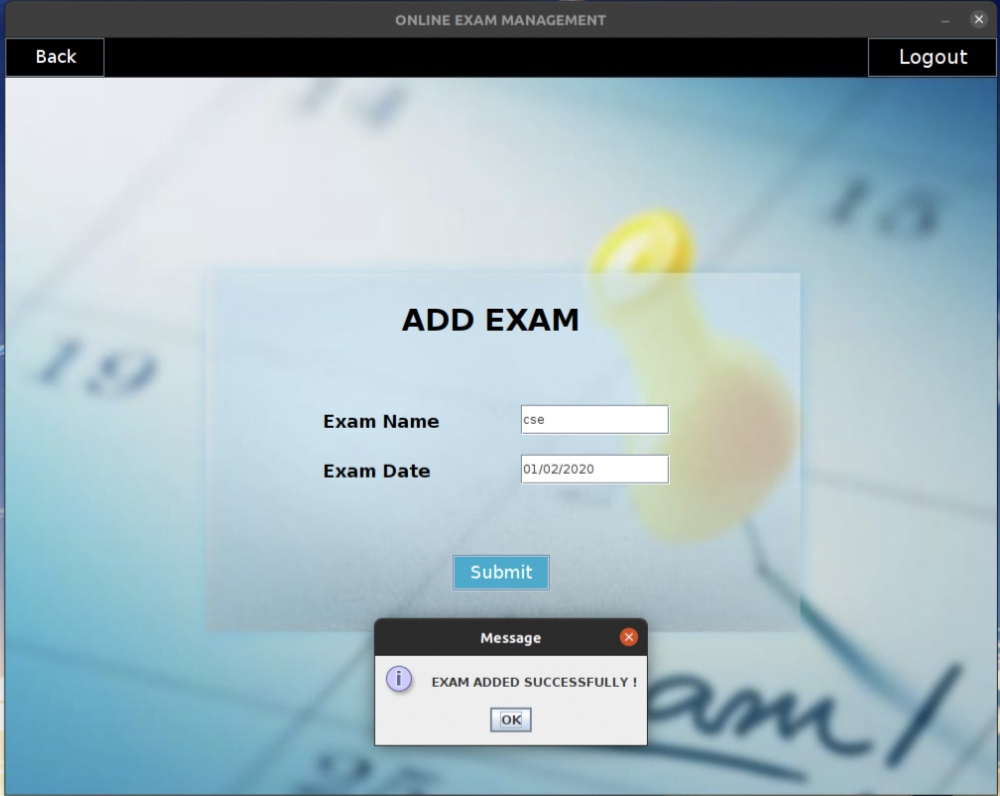 ONLINE EXAM MANAGEMENT
Back
Logout
14
15
19
ADD EXAM
Exam Name
cse
Exam Date
01/02/2020
Submit
Message
i
EXAM ADDED SUCCESSFULLY !
OK
am!
25